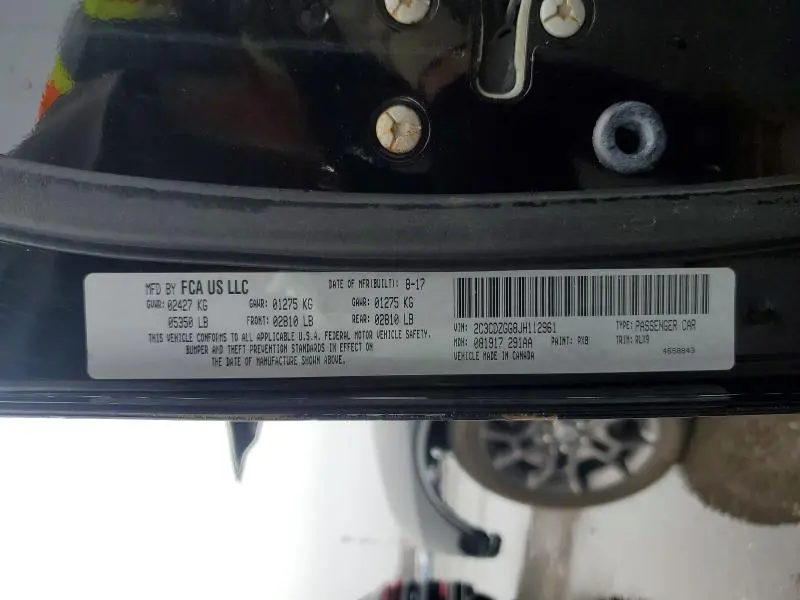 MFD BY FCA US LLC DATE OF MFR(BUILT): 8-17
GVWR: 02427 KG GAWR: 01275 KG GAWR: 01275 KG
05350 LB FRONT: 02810 LB REAR: 02810 LB
THIS VEHICLE CONFORMS TO ALL APPLICABLE U.S.A. FEDERAL MOTOR VEHICLE SAFETY,
BUMPER AND THEFT PREVENTION STANDARDS IN EFFECT ON
THE DATE OF MANUFACTURE SHOWN ABOVE.
VIN: 2C3CDZGG8JH112961 TYPE: PASSENGER CAR
MDH: 081917 291AA PAINT: PX8 TRIM: RLX9
VEHICLE MADE IN CANADA 4658843